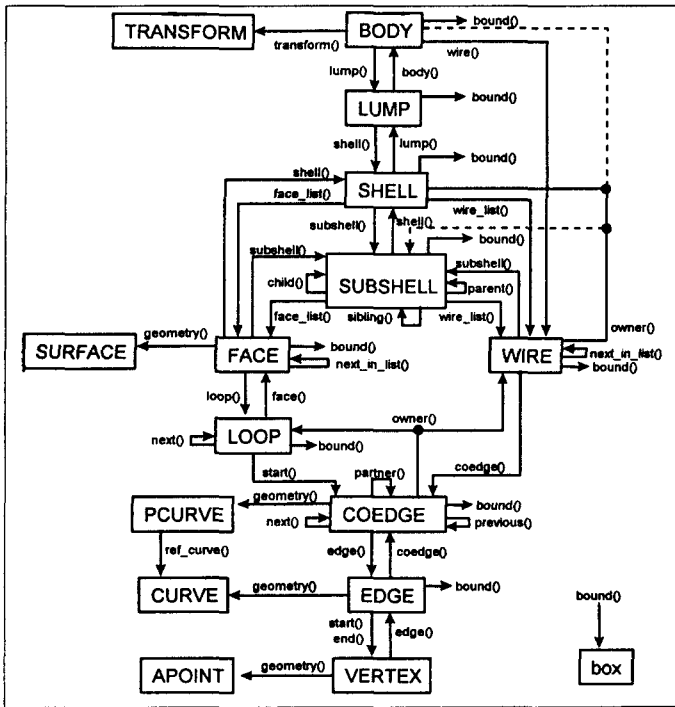 bound()
BODY
TRANSFORM
transform()
wire()
lump()
body()
bound()
LUMP
shell()
lump()
bound()
shell()
SHELL
face_list()
wire_list()
subshell()
shell()
bound()
subshell()
subshell()
child()
SUBSHELL
parent()
face_list()
sibling()
wire_list()
owner()
geometry()
SURFACE
FACE
bound()
next_in_list()
WIRE
next_in_list()
bound()
loop()
face()
owner()
next()
LOOP
bound()
start()
partner()
coedge()
geometry()
PCURVE
COEDGE
bound()
next()
previous()
ref_curve()
edge()
coedge()
CURVE
geometry()
EDGE
bound()
bound()
start()
end()
edge()
APOINT
geometry()
VERTEX
box